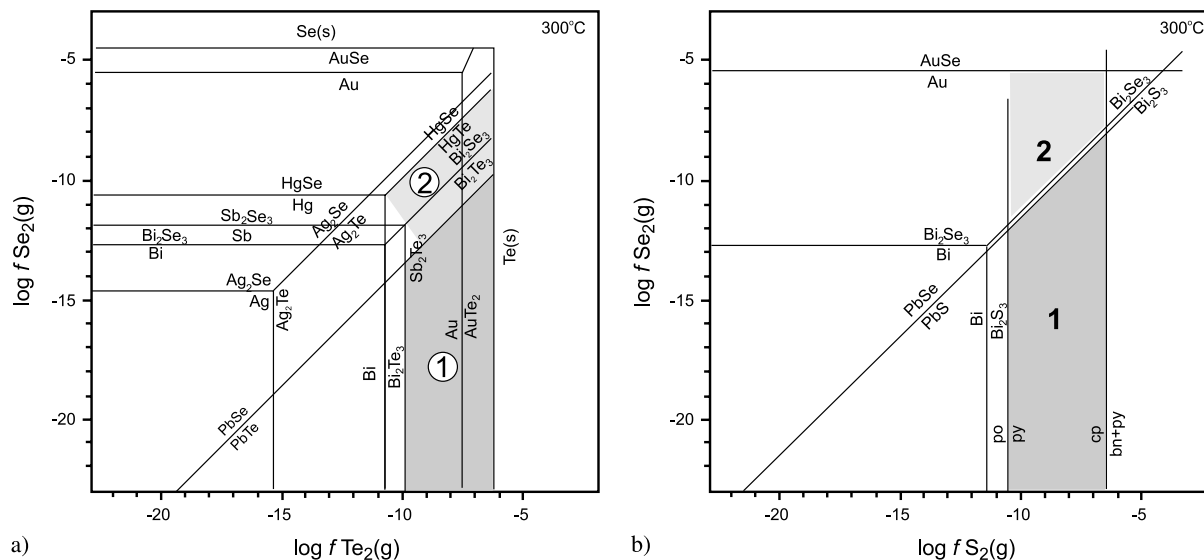 Se(s)
300°C
AuSe
Au
-5
HgSe
HgTe
Bi₂Se₃
Bi₂Te₃
2
-10
HgSe
Hg
Sb₂Se₃
Sb
Bi₂Se₃
Bi
Ag₂Se
Ag₂Te
Sb₂Te₃
Te(s)
Ag₂Se
Ag
Ag₂Te
-15
Au
AuTe₂
Bi
Bi₂Te₃
1
PbSe
PbTe
-20
log f Se₂(g)
-20
-15
-10
-5
a)
log f Te₂(g)
300°C
AuSe
Au
-5
Bi₂Se₃
Bi₂S₃
2
-10
Bi₂Se₃
Bi
PbSe
PbS
-15
Bi
Bi₂S₃
1
po
py
cp
bn+py
-20
log f Se₂(g)
-20
-15
-10
-5
b)
log f S₂(g)